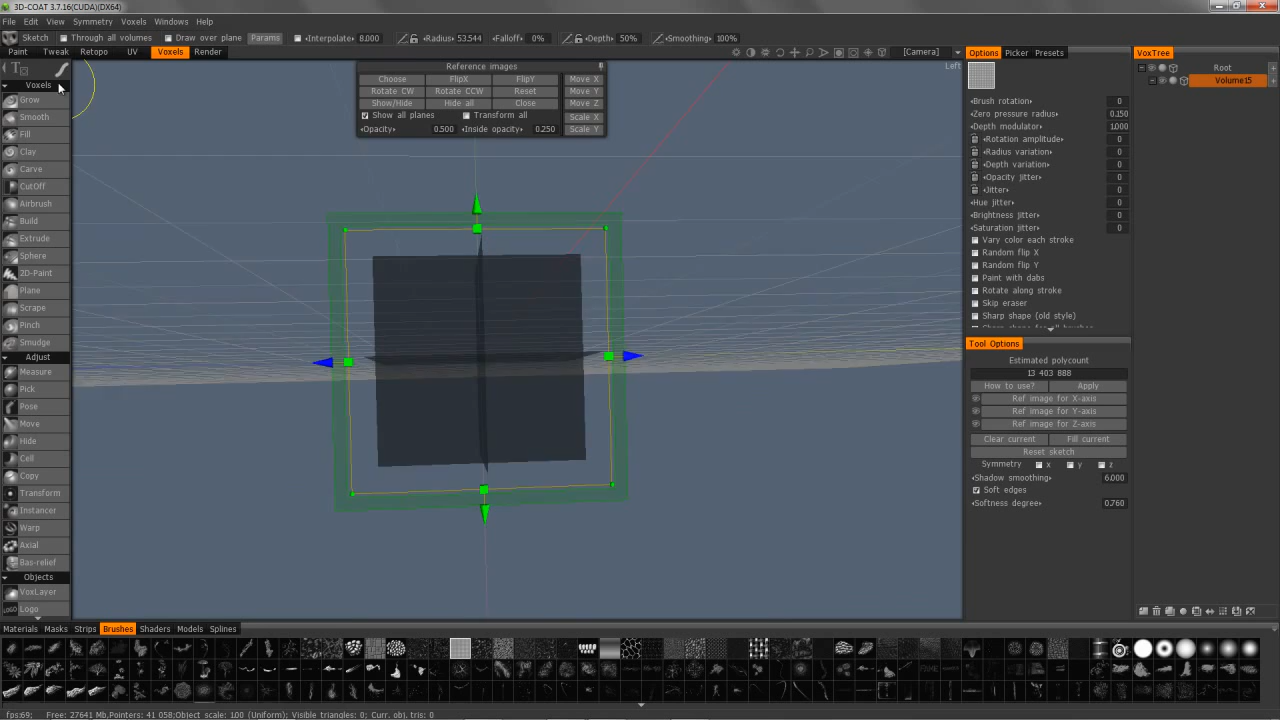 3D-COAT 3.7.16(CUDA)(DX64)
File Edit View Symmetry Voxels Windows Help
Sketch Through all volumes Draw over plane Params Interpolate 8.000 Radius 53.544 Falloff 0% Depth 50% Smoothing 100%
Paint Tweak Retopo UV Voxels Render [Camera] Options Picker Presets VoxTree
Left
Reference images
Choose FlipX FlipY Move X
Rotate CW Rotate CCW Reset Move Y
Show/Hide Hide all Close Move Z
Show all planes Transform all Scale X
Opacity 0.500 Inside opacity 0.250 Scale Y
Voxels
Grow
Smooth
Fill
Clay
Carve
CutOff
Airbrush
Build
Extrude
Sphere
2D-Paint
Plane
Scrape
Pinch
Smudge
Adjust
Measure
Pick
Pose
Move
Hide
Cell
Copy
Transform
Instancer
Warp
Axial
Bas-relief
Objects
VoxLayer
Logo
Brush rotation 0
Zero pressure radius 0.150
Depth modulator 1.000
Rotation amplitude 0
Radius variation 0
Depth variation 0
Opacity jitter 0
Jitter 0
Hue jitter 0
Brightness jitter 0
Saturation jitter 0
Vary color each stroke
Random flip X
Random flip Y
Paint with dabs
Rotate along stroke
Skip eraser
Sharp shape (old style)
Tool Options
Estimated polycount
13 403 888
How to use? Apply
Ref image for X-axis
Ref image for Y-axis
Ref image for Z-axis
Clear current Fill current
Reset sketch
Symmetry x y z
Shadow smoothing 6.000
Soft edges
Softness degree 0.760
Root
Volume15
Materials Masks Strips Brushes Shaders Models Splines
fps:69; Free: 27641 Mb,Pointers: 41 058;Object scale: 100 (Uniform); Visible triangles: 0; Curr. obj. tris: 0